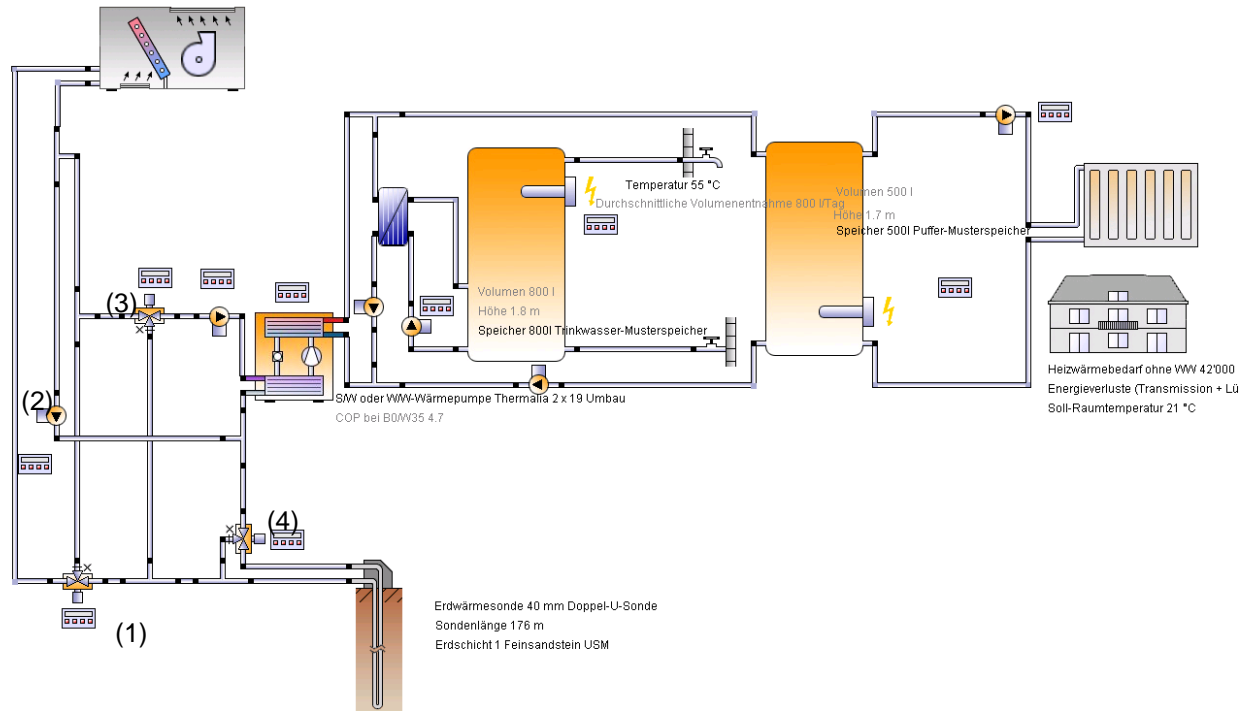 Temperatur 55 °C
Durchschnittliche Volumenentnahme 800 l/Tag
Volumen 500 l
Höhe 1.7 m
Speicher 500l Puffer-Musterspeicher
(3)
Volumen 800 l
Höhe 1.8 m
Speicher 800l Trinkwasser-Musterspeicher
Heizwärmebedarf ohne WW 42'000
Energieverluste (Transmission + Lü
Soll-Raumtemperatur 21 °C
(2)
S/W oder W/W-Wärmepumpe Thermalia 2 x 19 Umbau
COP bei B0/W35 4.7
(4)
Erdwärmesonde 40 mm Doppel-U-Sonde
Sondenlänge 176 m
Erdschicht 1 Feinsandstein USM
(1)